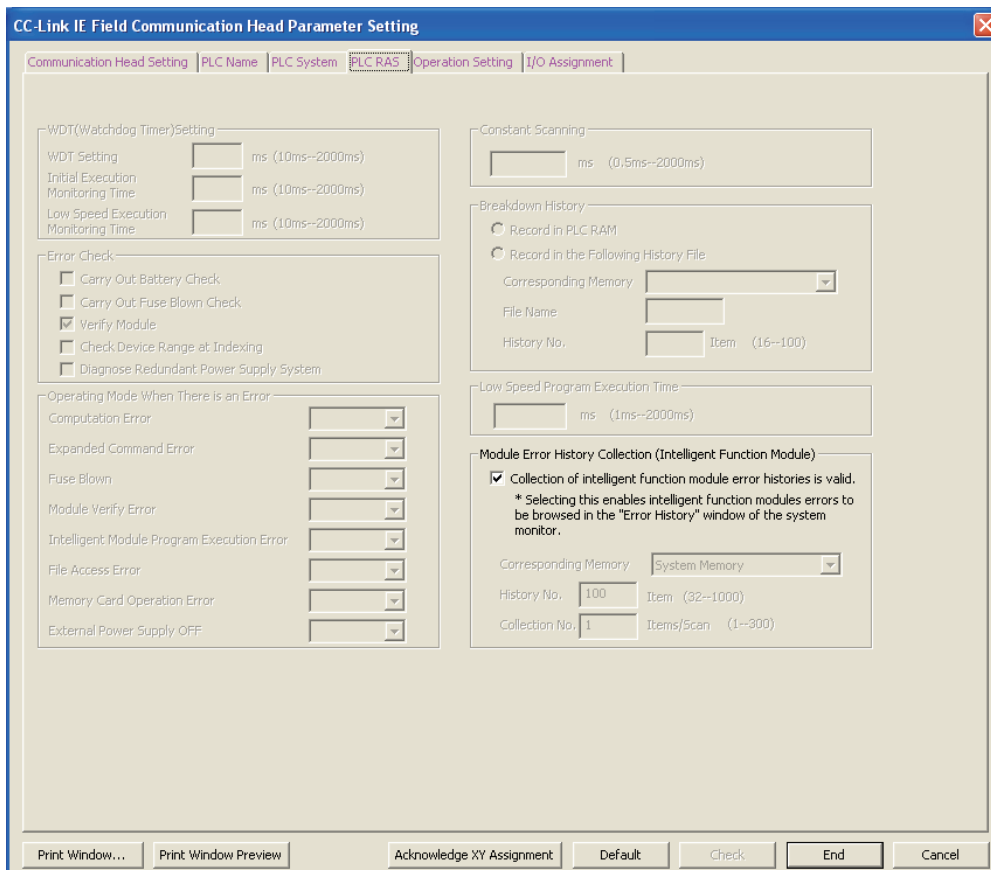 CC-Link IE Field Communication Head Parameter Setting
Communication Head Setting PLC Name PLC System PLC RAS Operation Setting I/O Assignment
WDT(Watchdog Timer)Setting
WDT Setting ms (10ms--2000ms)
Initial Execution
Monitoring Time ms (10ms--2000ms)
Low Speed Execution
Monitoring Time ms (10ms--2000ms)
Error Check
Carry Out Battery Check
Carry Out Fuse Blown Check
Verify Module
Check Device Range at Indexing
Diagnose Redundant Power Supply System
Operating Mode When There is an Error
Computation Error
Expanded Command Error
Fuse Blown
Module Verify Error
Intelligent Module Program Execution Error
File Access Error
Memory Card Operation Error
External Power Supply OFF
Constant Scanning
ms (0.5ms--2000ms)
Breakdown History
Record in PLC RAM
Record in the Following History File
Corresponding Memory
File Name
History No. Item (16--100)
Low Speed Program Execution Time
ms (1ms--2000ms)
Module Error History Collection (Intelligent Function Module)
Collection of intelligent function module error histories is valid.
* Selecting this enables intelligent function modules errors to
be browsed in the "Error History" window of the system
monitor.
Corresponding Memory System Memory
History No. 100 Item (32--1000)
Collection No. 1 Items/Scan (1--300)
Print Window... Print Window Preview Acknowledge XY Assignment Default Check End Cancel